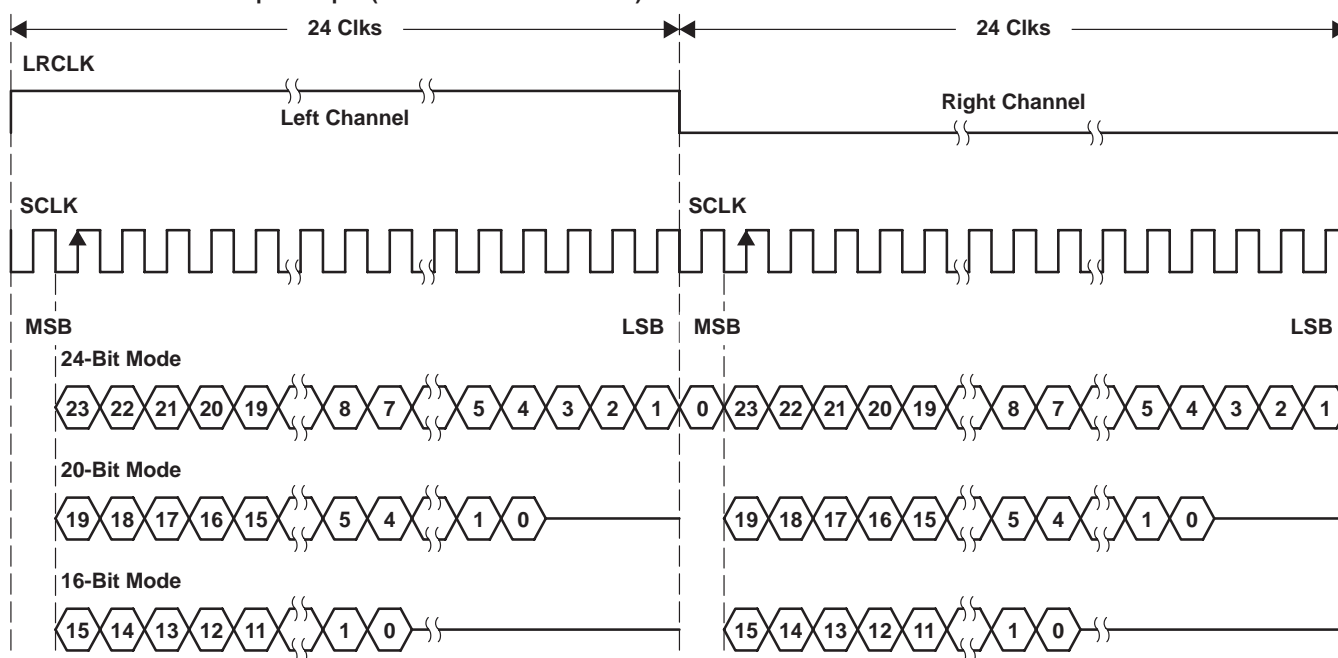 24 Clks 24 Clks
LRCLK
Left Channel Right Channel
SCLK SCLK
MSB LSB MSB LSB
24-Bit Mode
23 22 21 20 19 8 7 5 4 3 2 1 0 23 22 21 20 19 8 7 5 4 3 2 1
20-Bit Mode
19 18 17 16 15 5 4 1 0 19 18 17 16 15 5 4 1 0
16-Bit Mode
15 14 13 12 11 1 0 15 14 13 12 11 1 0